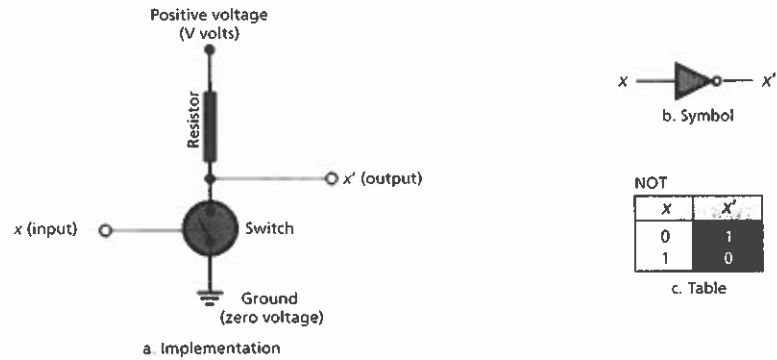 Positive voltage
(V volts)
Resistor
x' (output)
x (input)
Switch
Ground
(zero voltage)
a. Implementation
x x'
b. Symbol
NOT
x x'
0 1
1 0
c. Table